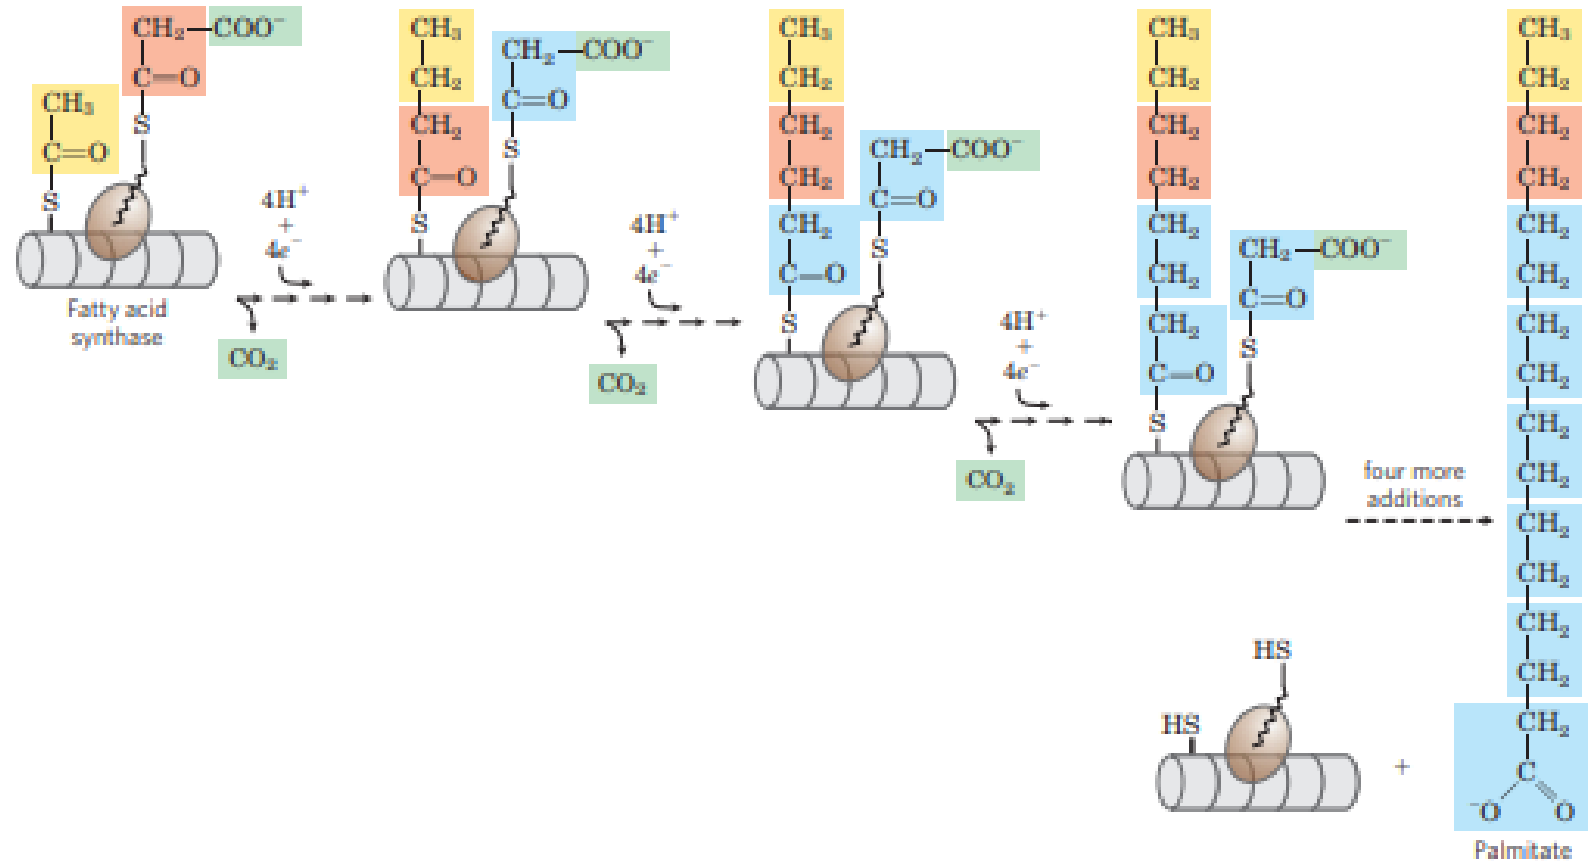 CH₂—COO⁻
C=O
S
CH₃
C=O
S
Fatty acid
synthase
4H⁺
+
4e⁻
CO₂
CH₃
CH₂
CH₂
C=O
S
CH₂—COO⁻
C=O
S
4H⁺
+
4e⁻
CO₂
CH₃
CH₂
CH₂
CH₂
CH₂
C=O
S
CH₂—COO⁻
C=O
S
4H⁺
+
4e⁻
CO₂
CH₃
CH₂
CH₂
CH₂
CH₂
CH₂
CH₂
C=O
S
CH₂—COO⁻
C=O
S
four more
additions
HS
HS
+
CH₃
CH₂
CH₂
CH₂
CH₂
CH₂
CH₂
CH₂
CH₂
CH₂
CH₂
CH₂
CH₂
CH₂
CH₂
C
⁻O O
Palmitate